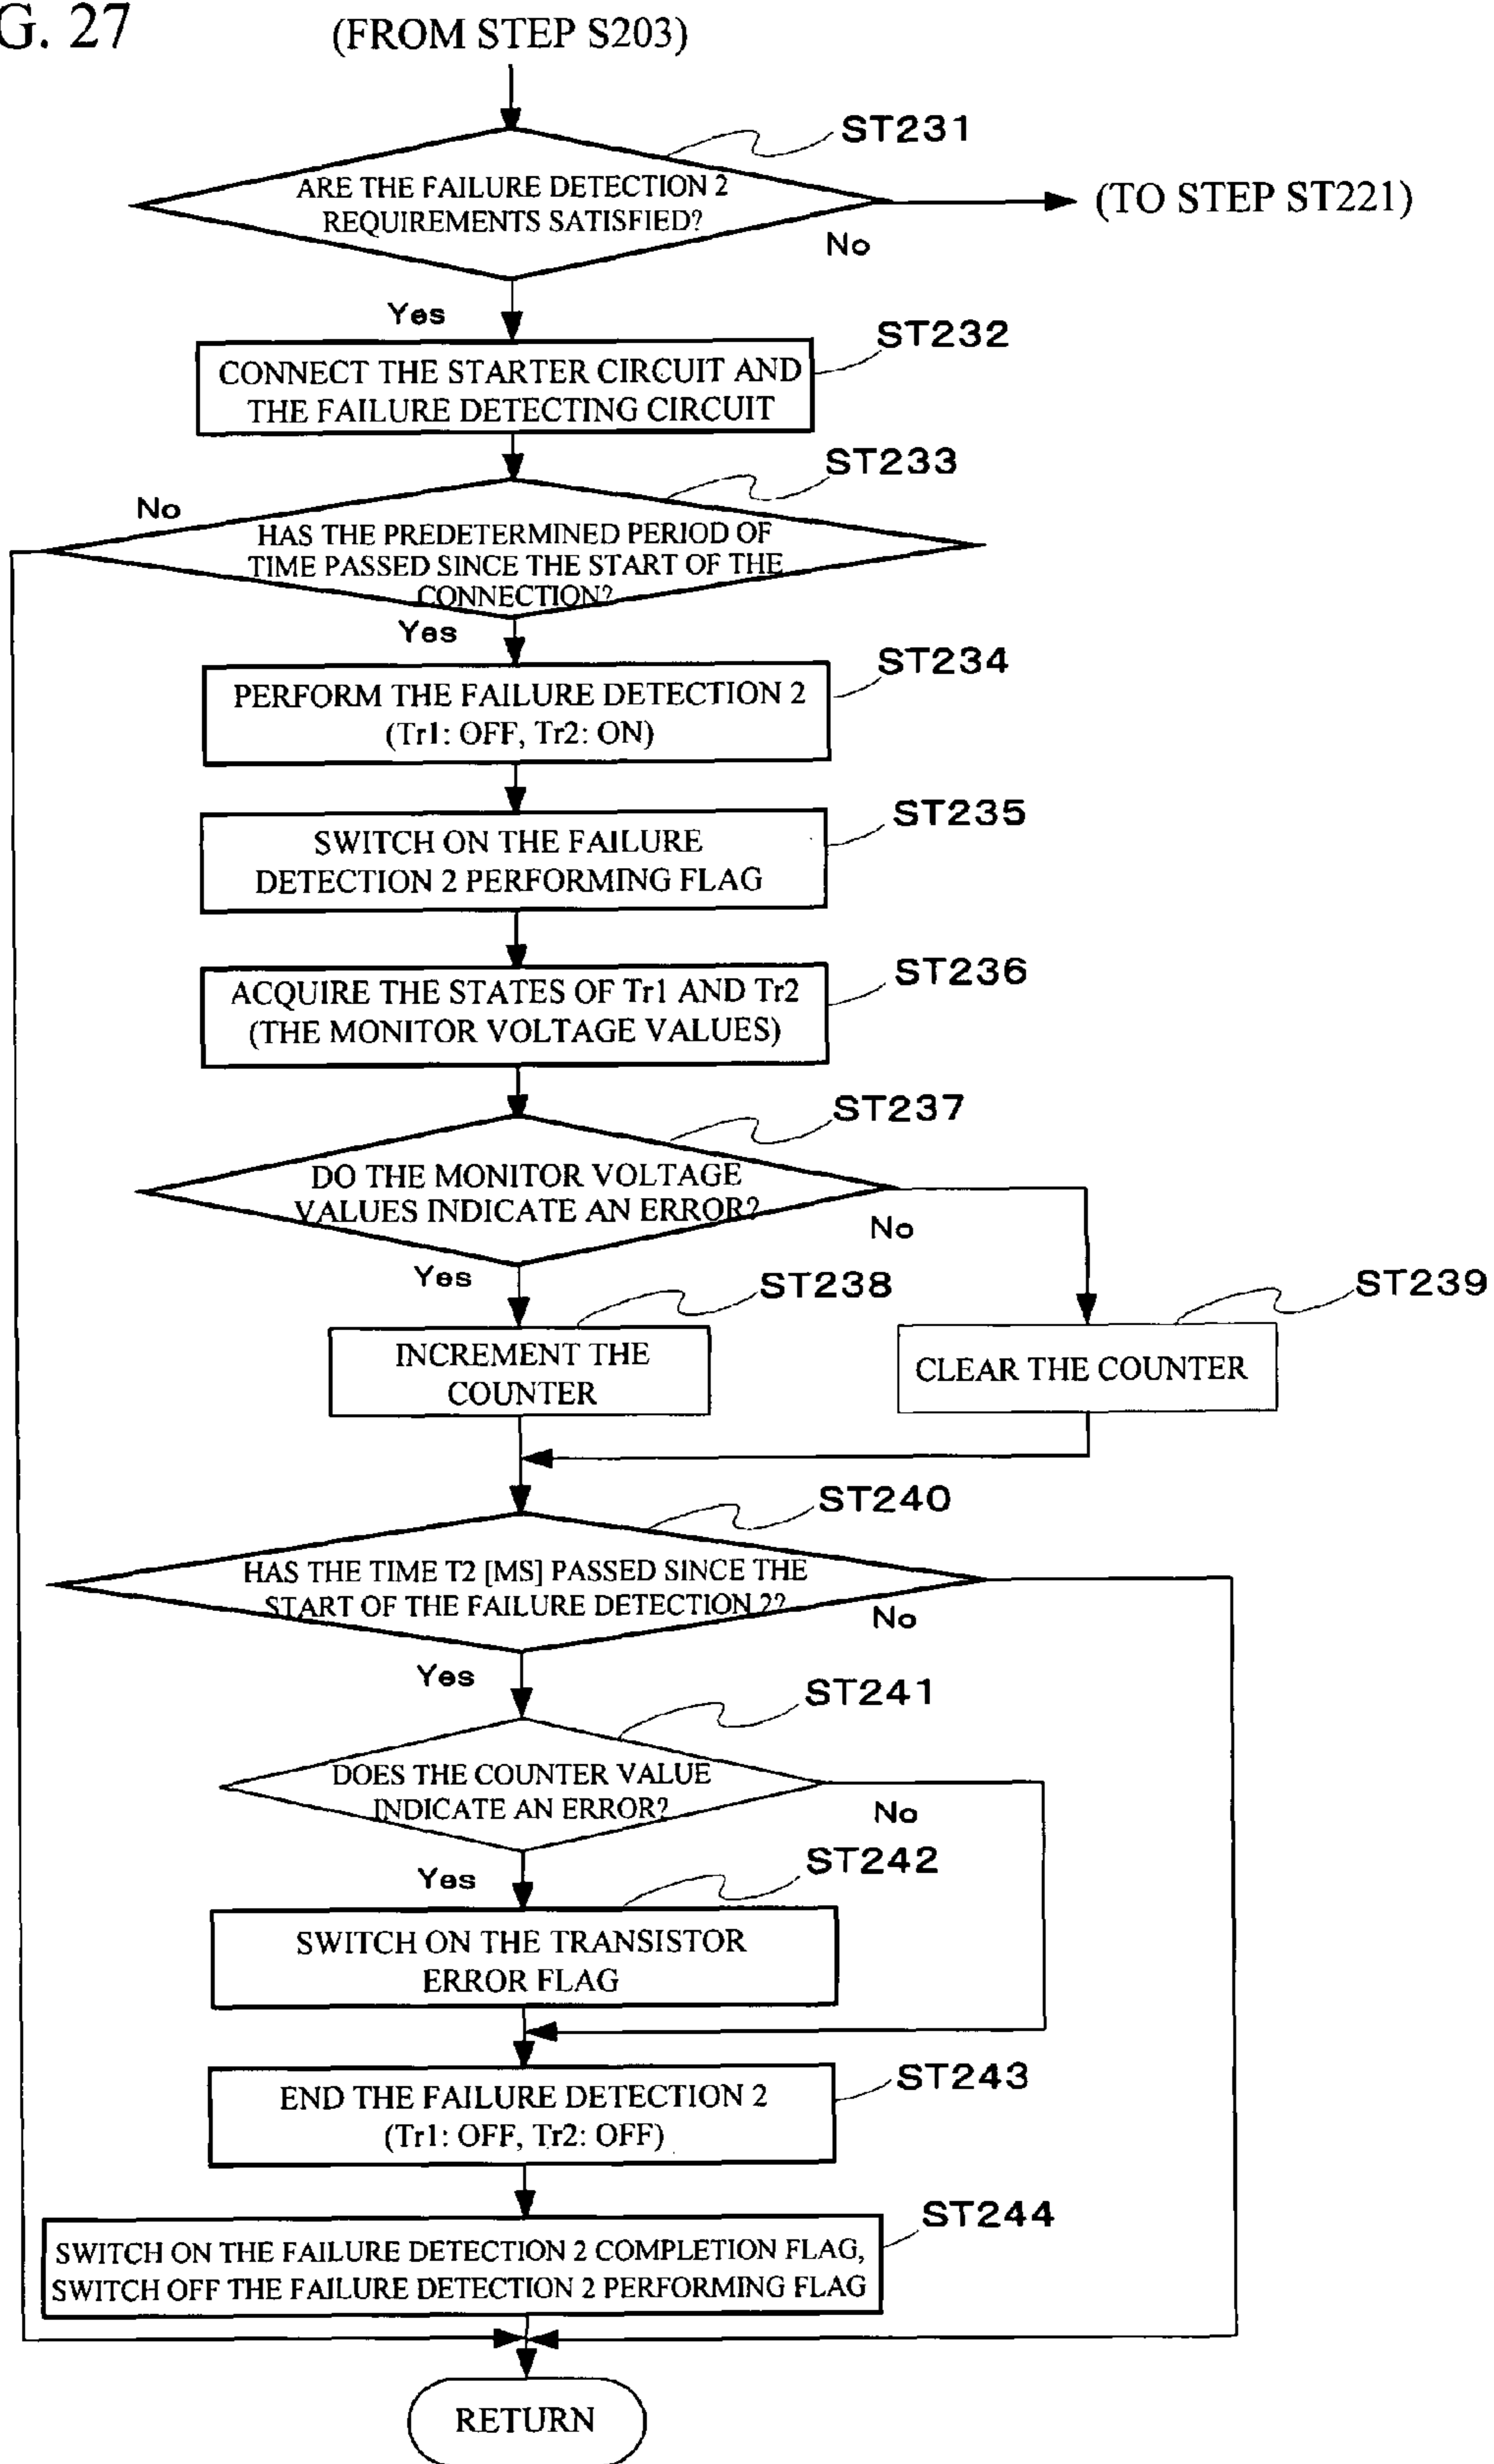 G. 27
(FROM STEP S203)
ST231
ARE THE FAILURE DETECTION 2
REQUIREMENTS SATISFIED?
(TO STEP ST221)
No
Yes
ST232
CONNECT THE STARTER CIRCUIT AND
THE FAILURE DETECTING CIRCUIT
ST233
No
HAS THE PREDETERMINED PERIOD OF
TIME PASSED SINCE THE START OF THE
CONNECTION?
Yes
ST234
PERFORM THE FAILURE DETECTION 2
(Tr1: OFF, Tr2: ON)
ST235
SWITCH ON THE FAILURE
DETECTION 2 PERFORMING FLAG
ST236
ACQUIRE THE STATES OF Tr1 AND Tr2
(THE MONITOR VOLTAGE VALUES)
ST237
DO THE MONITOR VOLTAGE
VALUES INDICATE AN ERROR?
No
Yes
ST238
ST239
INCREMENT THE
COUNTER
CLEAR THE COUNTER
ST240
HAS THE TIME T2 [MS] PASSED SINCE THE
START OF THE FAILURE DETECTION 2?
No
Yes
ST241
DOES THE COUNTER VALUE
INDICATE AN ERROR?
No
ST242
Yes
SWITCH ON THE TRANSISTOR
ERROR FLAG
ST243
END THE FAILURE DETECTION 2
(Tr1: OFF, Tr2: OFF)
ST244
SWITCH ON THE FAILURE DETECTION 2 COMPLETION FLAG,
SWITCH OFF THE FAILURE DETECTION 2 PERFORMING FLAG
RETURN